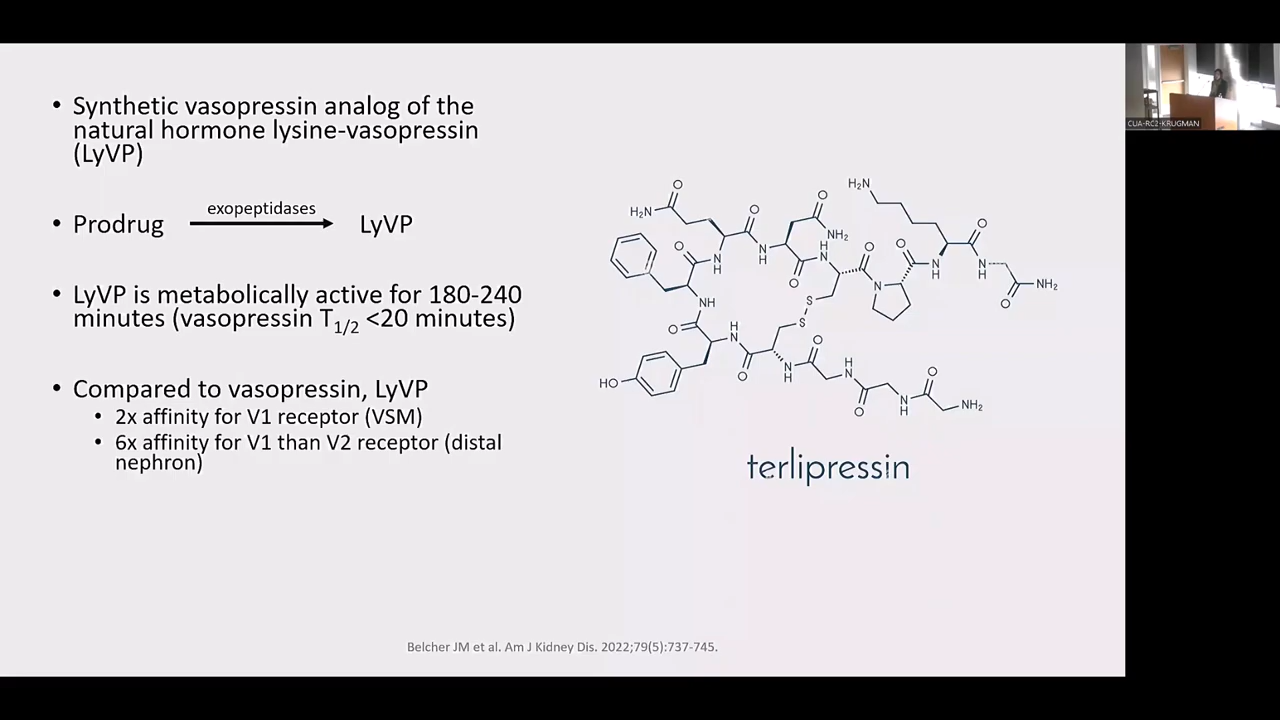 • Synthetic vasopressin analog of the
natural hormone lysine-vasopressin
(LyVP)
• Prodrug exopeptidases LyVP
• LyVP is metabolically active for 180-240
minutes (vasopressin T1/2 <20 minutes)
• Compared to vasopressin, LyVP
• 2x affinity for V1 receptor (VSM)
• 6x affinity for V1 than V2 receptor (distal
nephron)
H2N
O
O
H2N
O
O
NH2
O
N
H
N
H
O
H
N
O
N
O
N
H
O
N
H
O
NH2
NH
O
H
N
S
S
HO
O
N
H
O
H
N
O
N
H
O
NH2
terlipressin
Belcher JM et al. Am J Kidney Dis. 2022;79(5):737-745.
CUA-RC2-KRUGMAN